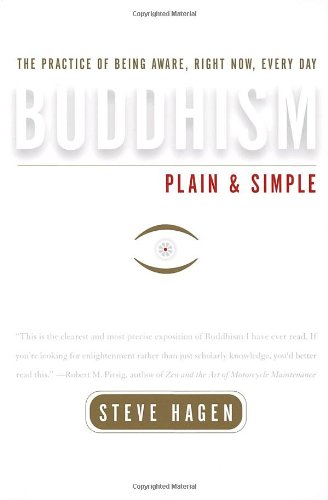 Copyrighted Material
THE PRACTICE OF BEING AWARE, RIGHT NOW, EVERY DAY
BUDDHISM
PLAIN & SIMPLE
"This is the clearest and most precise exposition of Buddhism I have ever read. If
you're looking for enlightenment rather than just scholarly knowledge, you'd better
read this." —Robert M. Pirsig, author of Zen and the Art of Motorcycle Maintenance
STEVE HAGEN
Copyrighted Material